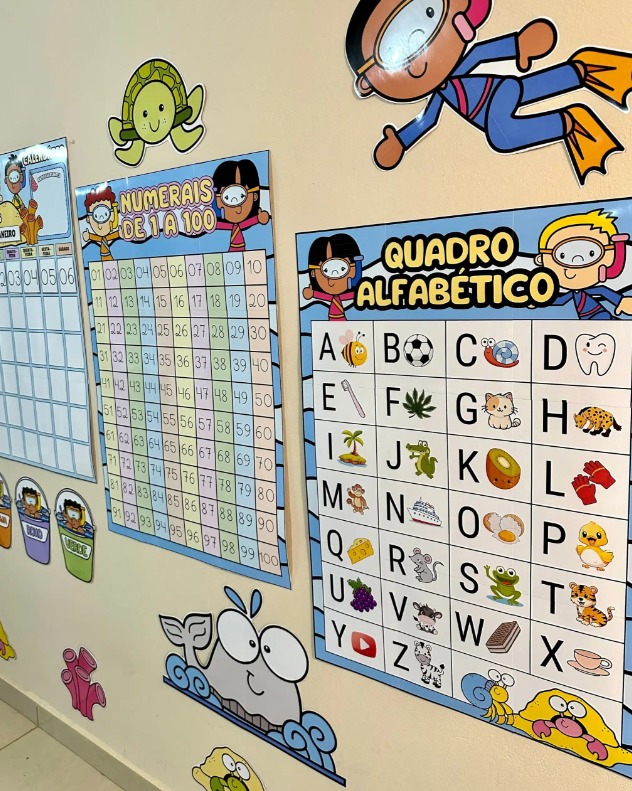 CALENDÁRIO
ANEIRO
SÁBADO
03 04 05 06
NUMERAIS
DE 1 A 100
01 02 03 04 05 06 07 08 09 10
11 12 13 14 15 16 17 18 19 20
21 22 23 24 25 26 27 28 29 30
31 32 33 34 35 36 37 38 39 40
41 42 43 44 45 46 47 48 49 50
51 52 53 54 55 56 57 58 59 60
61 62 63 64 65 66 67 68 69 70
71 72 73 74 75 76 77 78 79 80
81 82 83 84 85 86 87 88 89 90
91 92 93 94 95 96 97 98 99 100
QUADRO
ALFABÉTICO
A B C D
E F G H
I J K L
M N O P
Q R S T
U V W X
Y Z
ROXO
VERDE